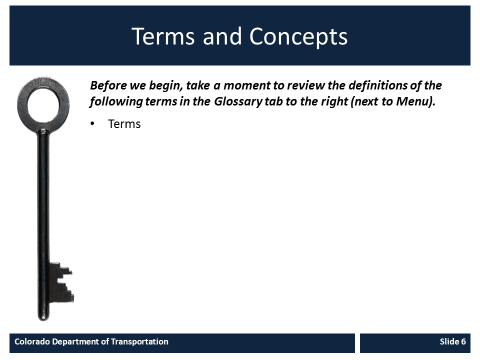 Terms and Concepts
Before we begin, take a moment to review the definitions of the
following terms in the Glossary tab to the right (next to Menu).
• Terms
Colorado Department of Transportation
Slide 6